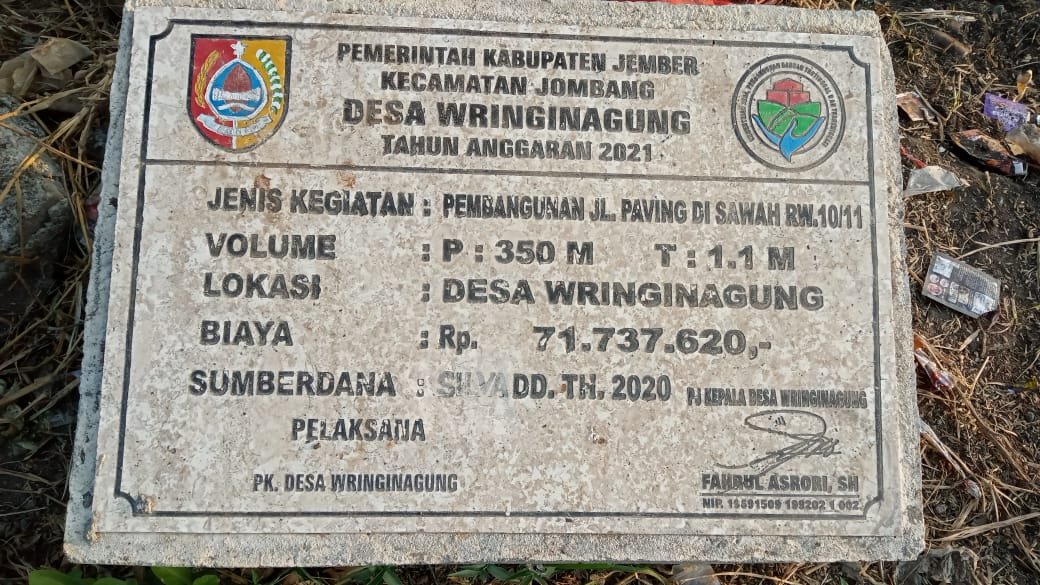 PEMERINTAH KABUPATEN JEMBER
KECAMATAN JOMBANG
DESA WRINGINAGUNG
TAHUN ANGGARAN 2021
JENIS KEGIATAN : PEMBANGUNAN JL. PAVING DI SAWAH RW.10/11
VOLUME : P : 350 M T : 1.1 M
LOKASI : DESA WRINGINAGUNG
BIAYA : Rp. 71.737.620,-
SUMBERDANA : SILVA DD. TH. 2020
PJ KEPALA DESA WRINGINAGUNG
PELAKSANA
PK. DESA WRINGINAGUNG
FAHRUL ASRORI, SH
NIP.